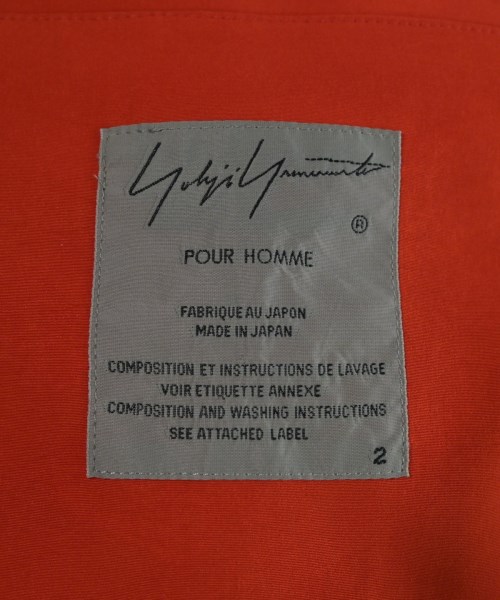 Yohji Yamamoto
®
POUR HOMME
FABRIQUE AU JAPON
MADE IN JAPAN
COMPOSITION ET INSTRUCTIONS DE LAVAGE
VOIR ETIQUETTE ANNEXE
COMPOSITION AND WASHING INSTRUCTIONS
SEE ATTACHED LABEL
2